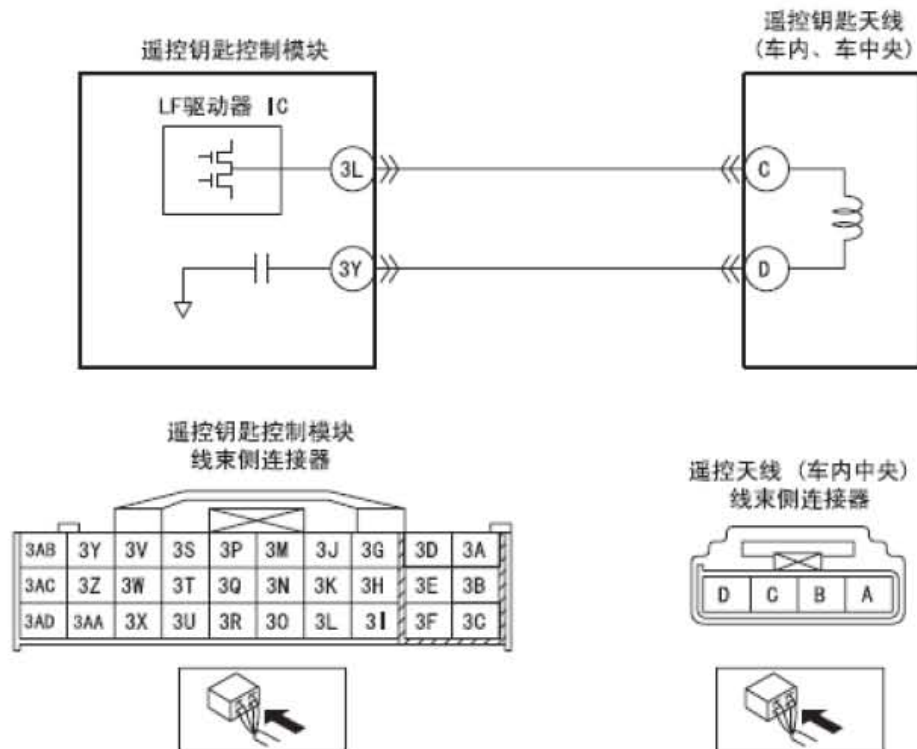 遥控钥匙控制模块
遥控钥匙天线
(车内、车中央)
LF驱动器 IC
3L
C
3Y
D
遥控钥匙控制模块
线束侧连接器
遥控天线 (车内中央)
线束侧连接器
3AB 3Y 3V 3S 3P 3M 3J 3G 3D 3A
3AC 3Z 3W 3T 3Q 3N 3K 3H 3E 3B
3AD 3AA 3X 3U 3R 3O 3L 3I 3F 3C
D C B A